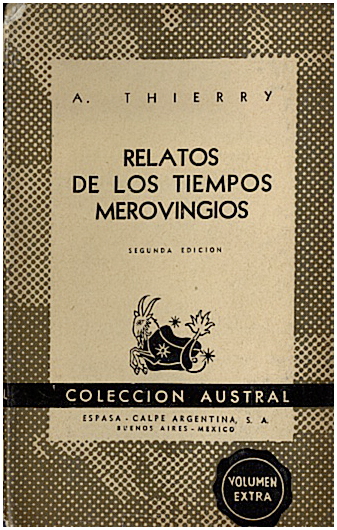 A. THIERRY
RELATOS
DE LOS TIEMPOS
MEROVINGIOS
SEGUNDA EDICION
COLECCION AUSTRAL
ESPASA - CALPE ARGENTINA, S. A.
BUENOS AIRES - MEXICO
VOLUMEN
EXTRA